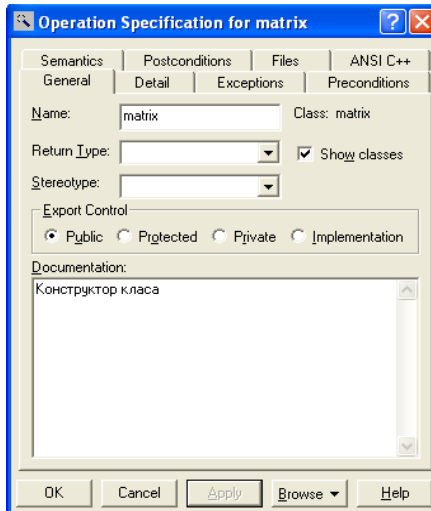 Operation Specification for matrix
Semantics Postconditions Files ANSI C++
General Detail Exceptions Preconditions
Name: matrix Class: matrix
Return Type: Show classes
Stereotype:
Export Control
Public Protected Private Implementation
Documentation:
Конструктор класа
OK Cancel Apply Browse Help